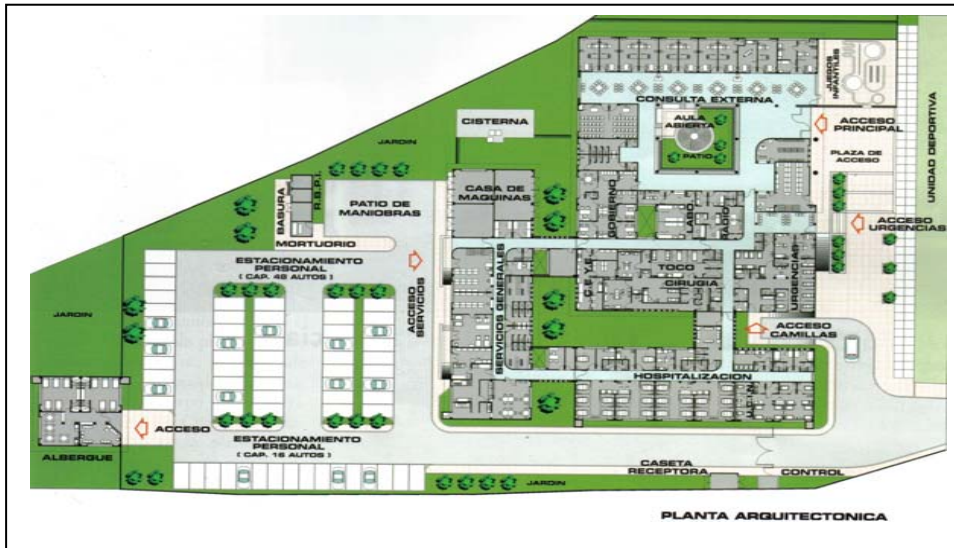 CONSULTA EXTERNA
JUEGOS
INFANTILES
AULA
ABIERTA
PATIO
ACCESO
PRINCIPAL
PLAZA DE
ACCESO
UNIDAD DEPORTIVA
CISTERNA
JARDIN
CASA DE
MAQUINAS
BASURA
R.B.P.I.
PATIO DE
MANIOBRAS
MORTUORIO
GOBIERNO
LABO.
RADIO
ACCESO
URGENCIAS
ESTACIONAMIENTO
PERSONAL
( CAP. 48 AUTOS )
ACCESO
SERVICIOS
SERVICIOS GENERALES
C.E.Y.E.
TOCO
CIRUGIA
URGENCIAS
JARDIN
ACCESO
CAMILLAS
HOSPITALIZACION
U.C.I.N.
ACCESO
ALBERGUE
ESTACIONAMIENTO
PERSONAL
( CAP. 16 AUTOS )
CASETA
RECEPTORA
CONTROL
JARDIN
PLANTA ARQUITECTONICA